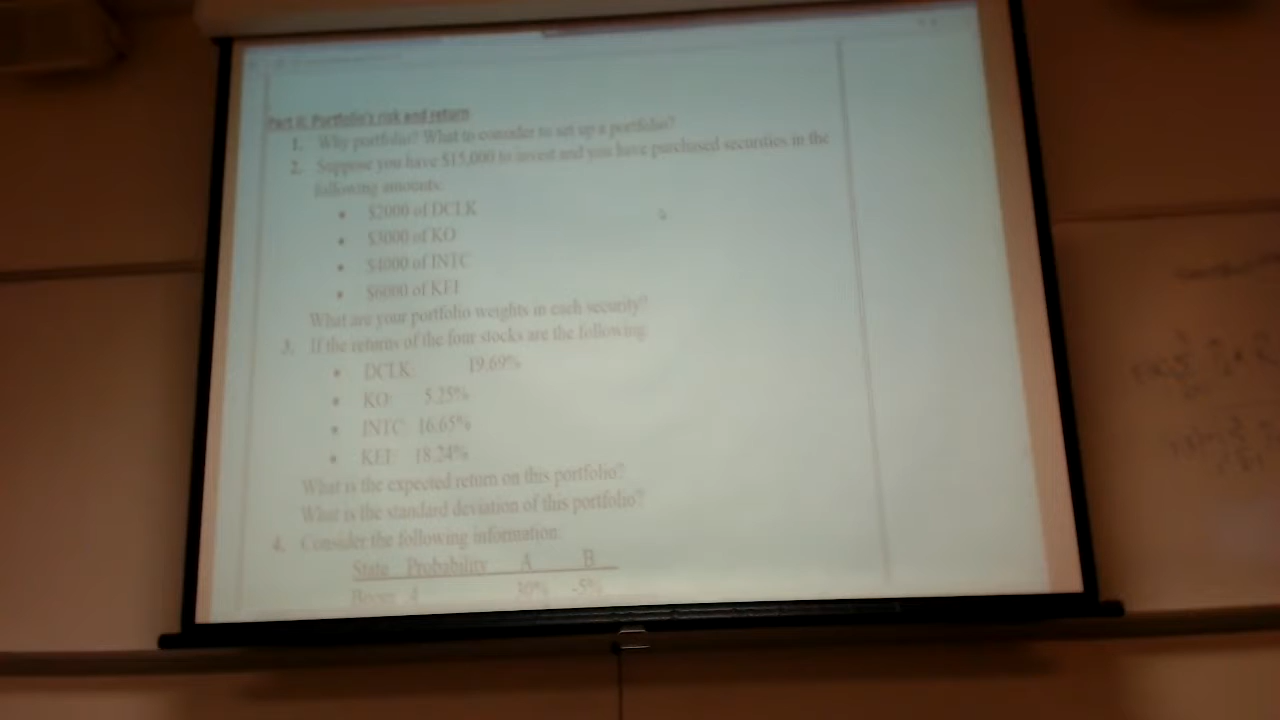 Part II: Portfolio's risk and return
1. Why portfolio? What to consider to set up a portfolio?
2. Suppose you have $15,000 to invest and you have purchased securities in the
following amounts:
• $2000 of DCLK
• $3000 of KO
• $4000 of INTC
• $6000 of KEI
What are your portfolio weights in each security?
3. If the returns of the four stocks are the following:
• DCLK: 19.69%
• KO: 5.25%
• INTC: 16.65%
• KEI: 18.24%
What is the expected return on this portfolio?
What is the standard deviation of this portfolio?
4. Consider the following information:
State Probability A B
Boom .4 -5%